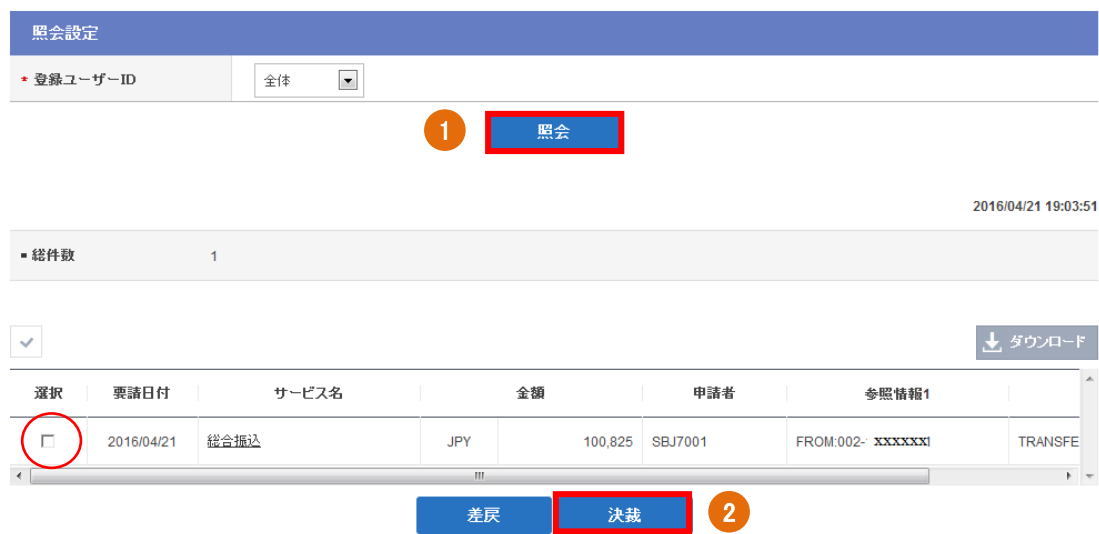 照会設定
* 登録ユーザーID 全体
1 照会
2016/04/21 19:03:51
▪ 総件数 1
ダウンロード
選択 要請日付 サービス名 金額 申請者 参照情報1
2016/04/21 総合振込 JPY 100,825 SBJ7001 FROM:002- XXXXXX TRANSFE
差戻 決裁 2